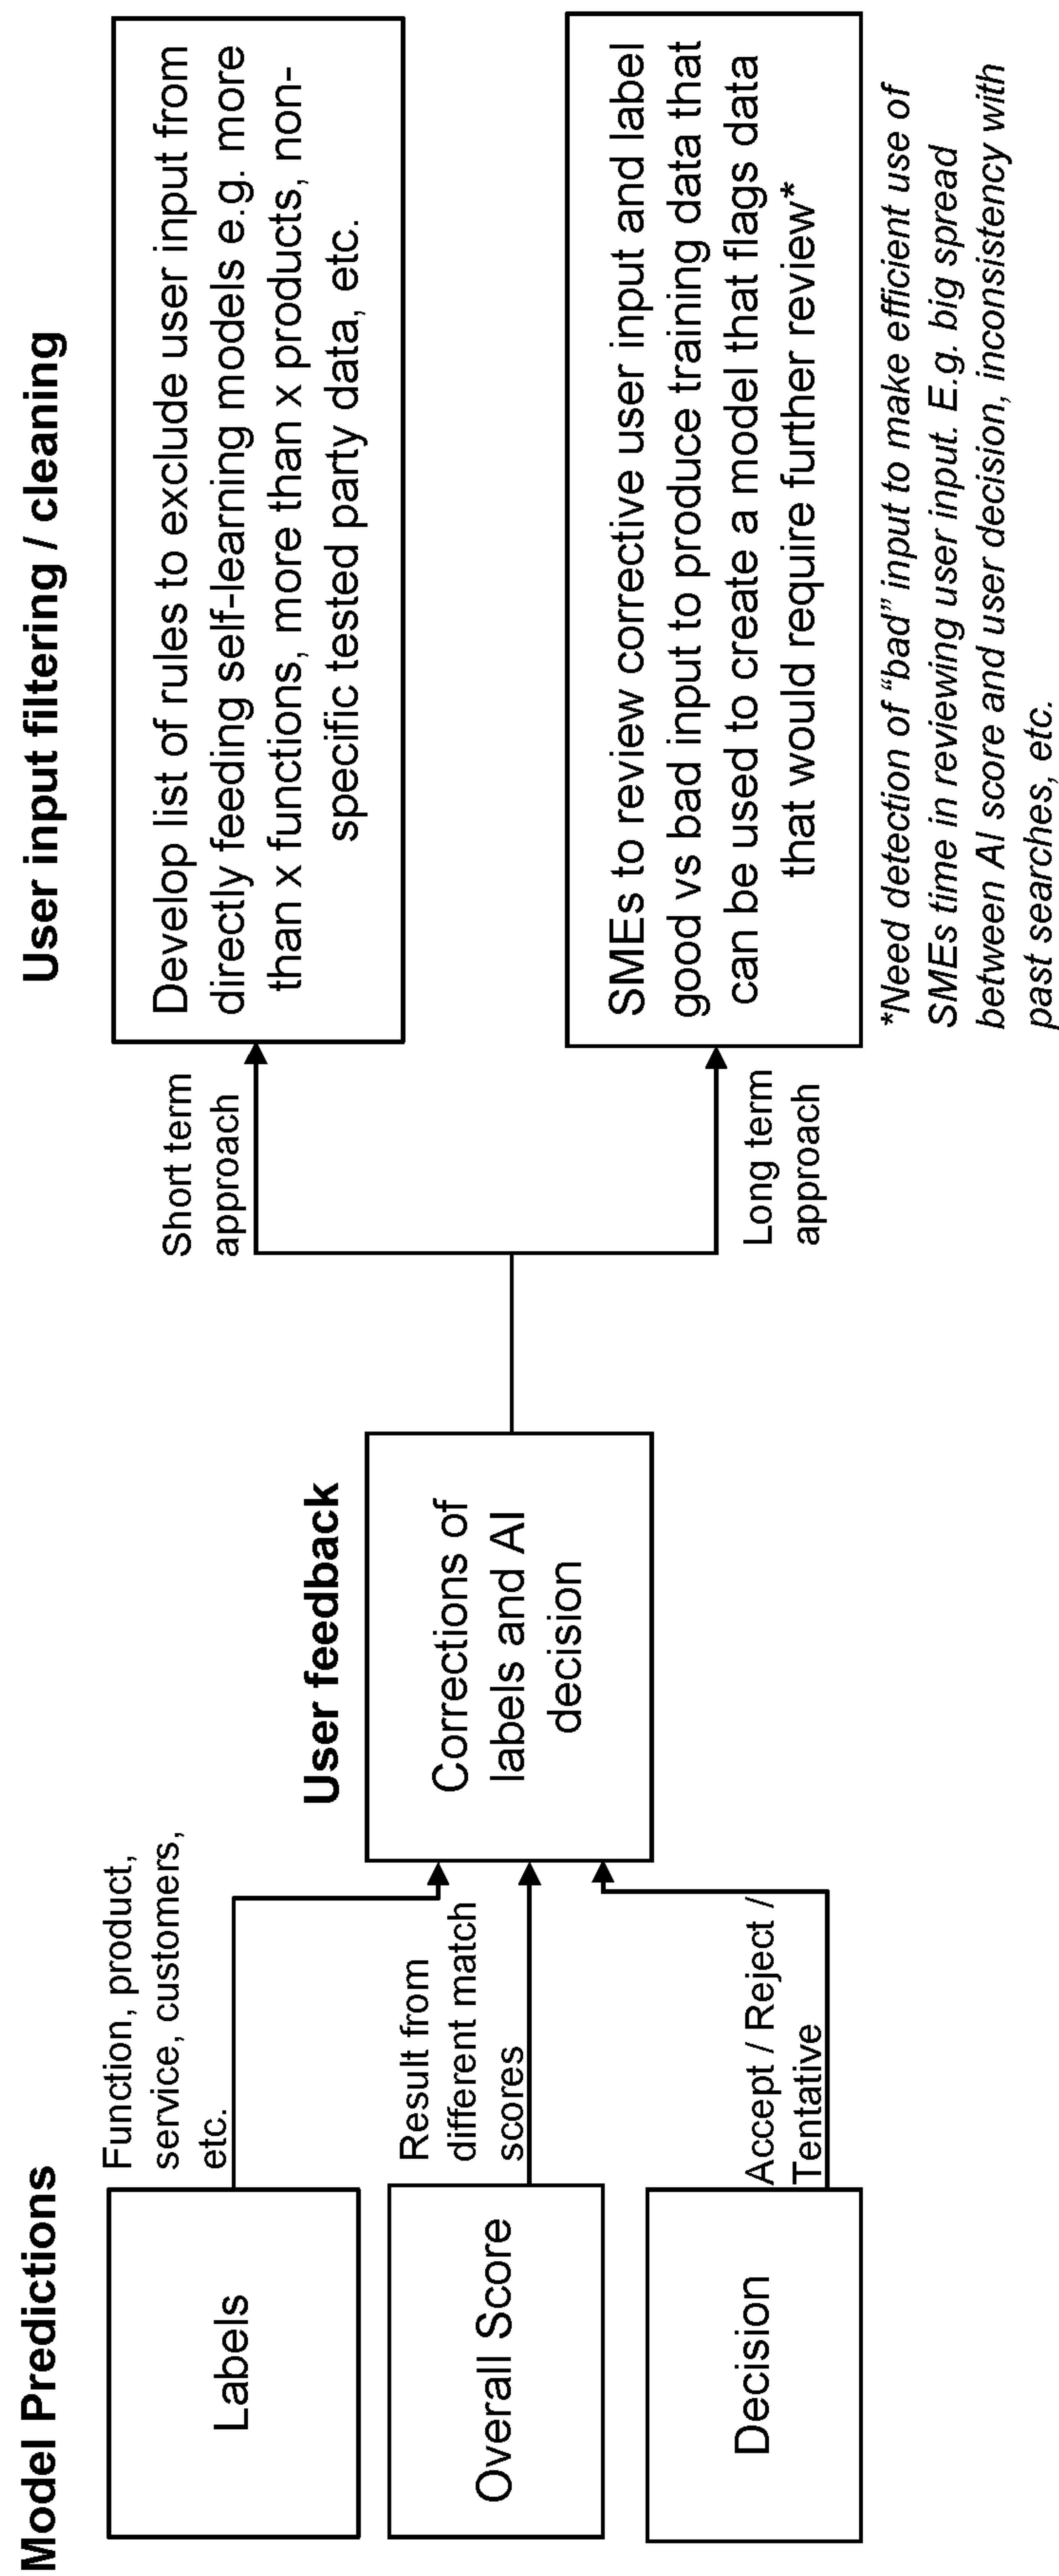 Model Predictions
Labels
Function, product,
service, customers,
etc.
Overall Score
Result from
different match
scores
Decision
Accept / Reject /
Tentative
User feedback
Corrections of
labels and AI
decision
Short term
approach
Long term
approach
User input filtering / cleaning
Develop list of rules to exclude user input from
directly feeding self-learning models e.g. more
than x functions, more than x products, non-
specific tested party data, etc.
SMEs to review corrective user input and label
good vs bad input to produce training data that
can be used to create a model that flags data
that would require further review*
*Need detection of “bad” input to make efficient use of
SMEs time in reviewing user input. E.g. big spread
between AI score and user decision, inconsistency with
past searches, etc.